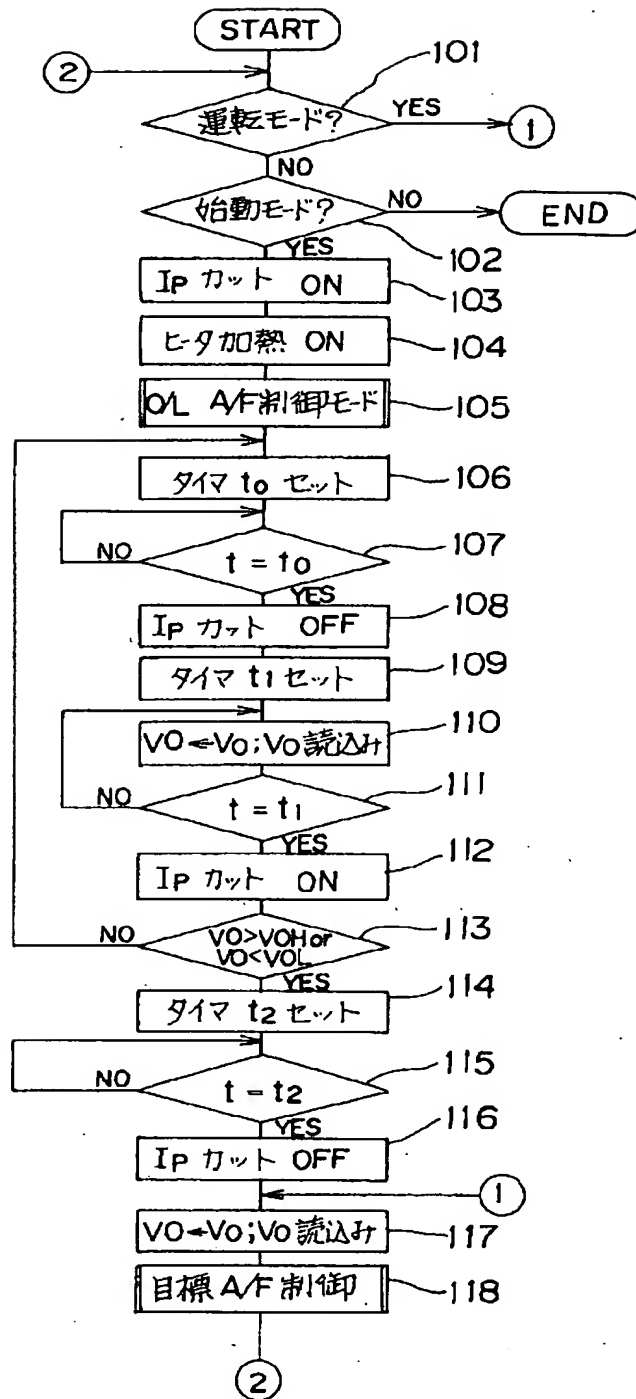 START
②
101
運転モード?
YES
①
NO
始動モード?
NO
END
102
YES
IP カット ON
103
ヒータ加熱 ON
104
O/L A/F制御モード
105
タイマ to セット
106
107
NO
t = to
YES
108
IP カット OFF
109
タイマ t1 セット
110
VO←Vo;Vo 読込み
111
NO
t = t1
YES
112
IP カット ON
NO
VO>VOH or
VO<VOL
113
YES
114
タイマ t2 セット
115
NO
t = t2
YES
116
IP カット OFF
①
VO←Vo;Vo 読込み
117
目標 A/F 制御
118
②